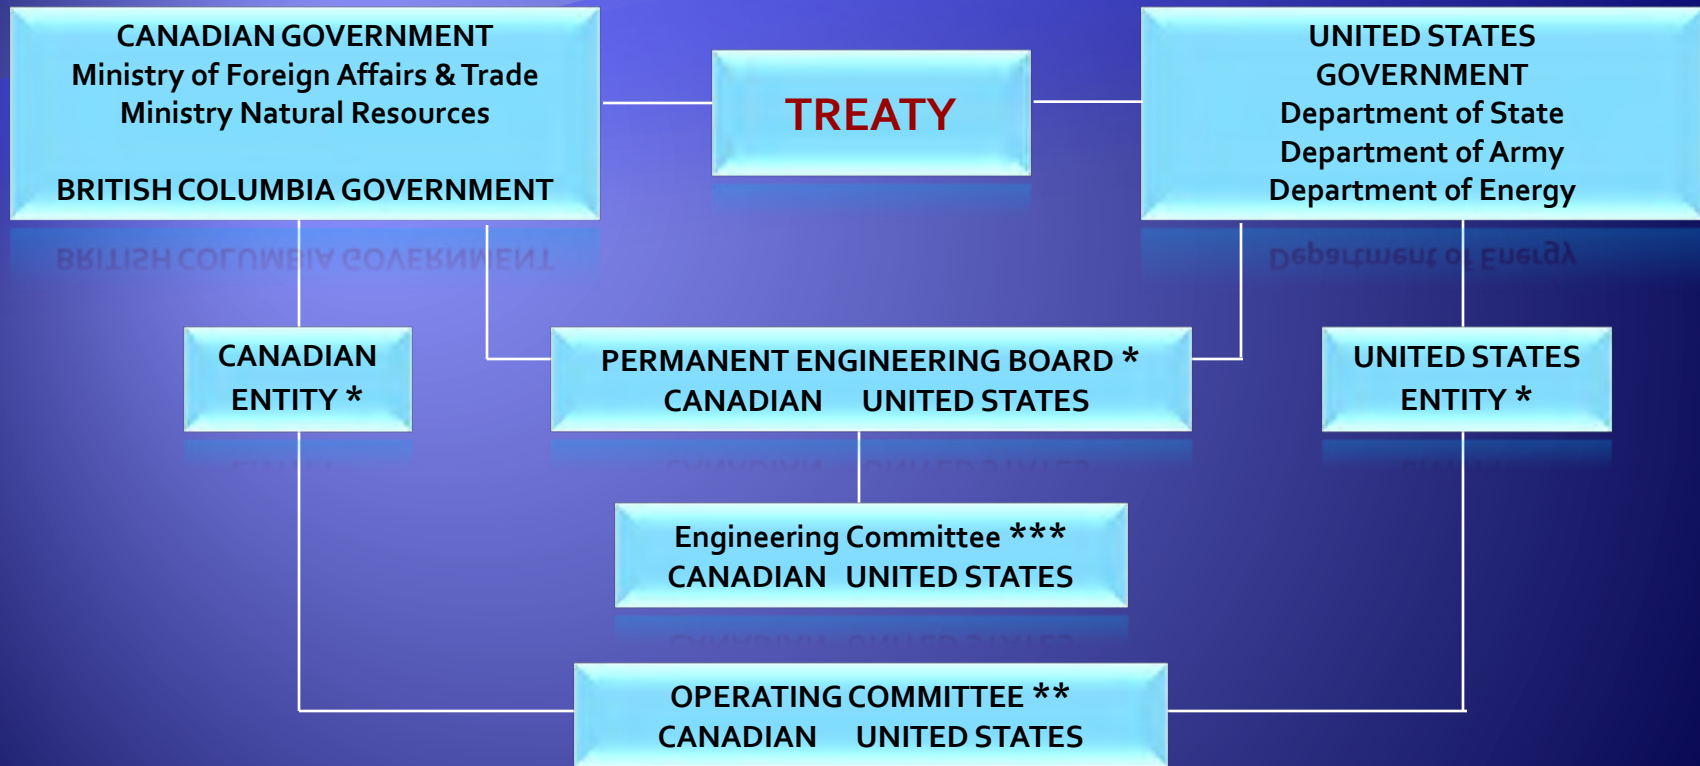 CANADIAN GOVERNMENT
Ministry of Foreign Affairs & Trade
Ministry Natural Resources
BRITISH COLUMBIA GOVERNMENT
TREATY
UNITED STATES
GOVERNMENT
Department of State
Department of Army
Department of Energy
CANADIAN
ENTITY *
PERMANENT ENGINEERING BOARD *
CANADIAN UNITED STATES
UNITED STATES
ENTITY *
Engineering Committee ***
CANADIAN UNITED STATES
OPERATING COMMITTEE **
CANADIAN UNITED STATES